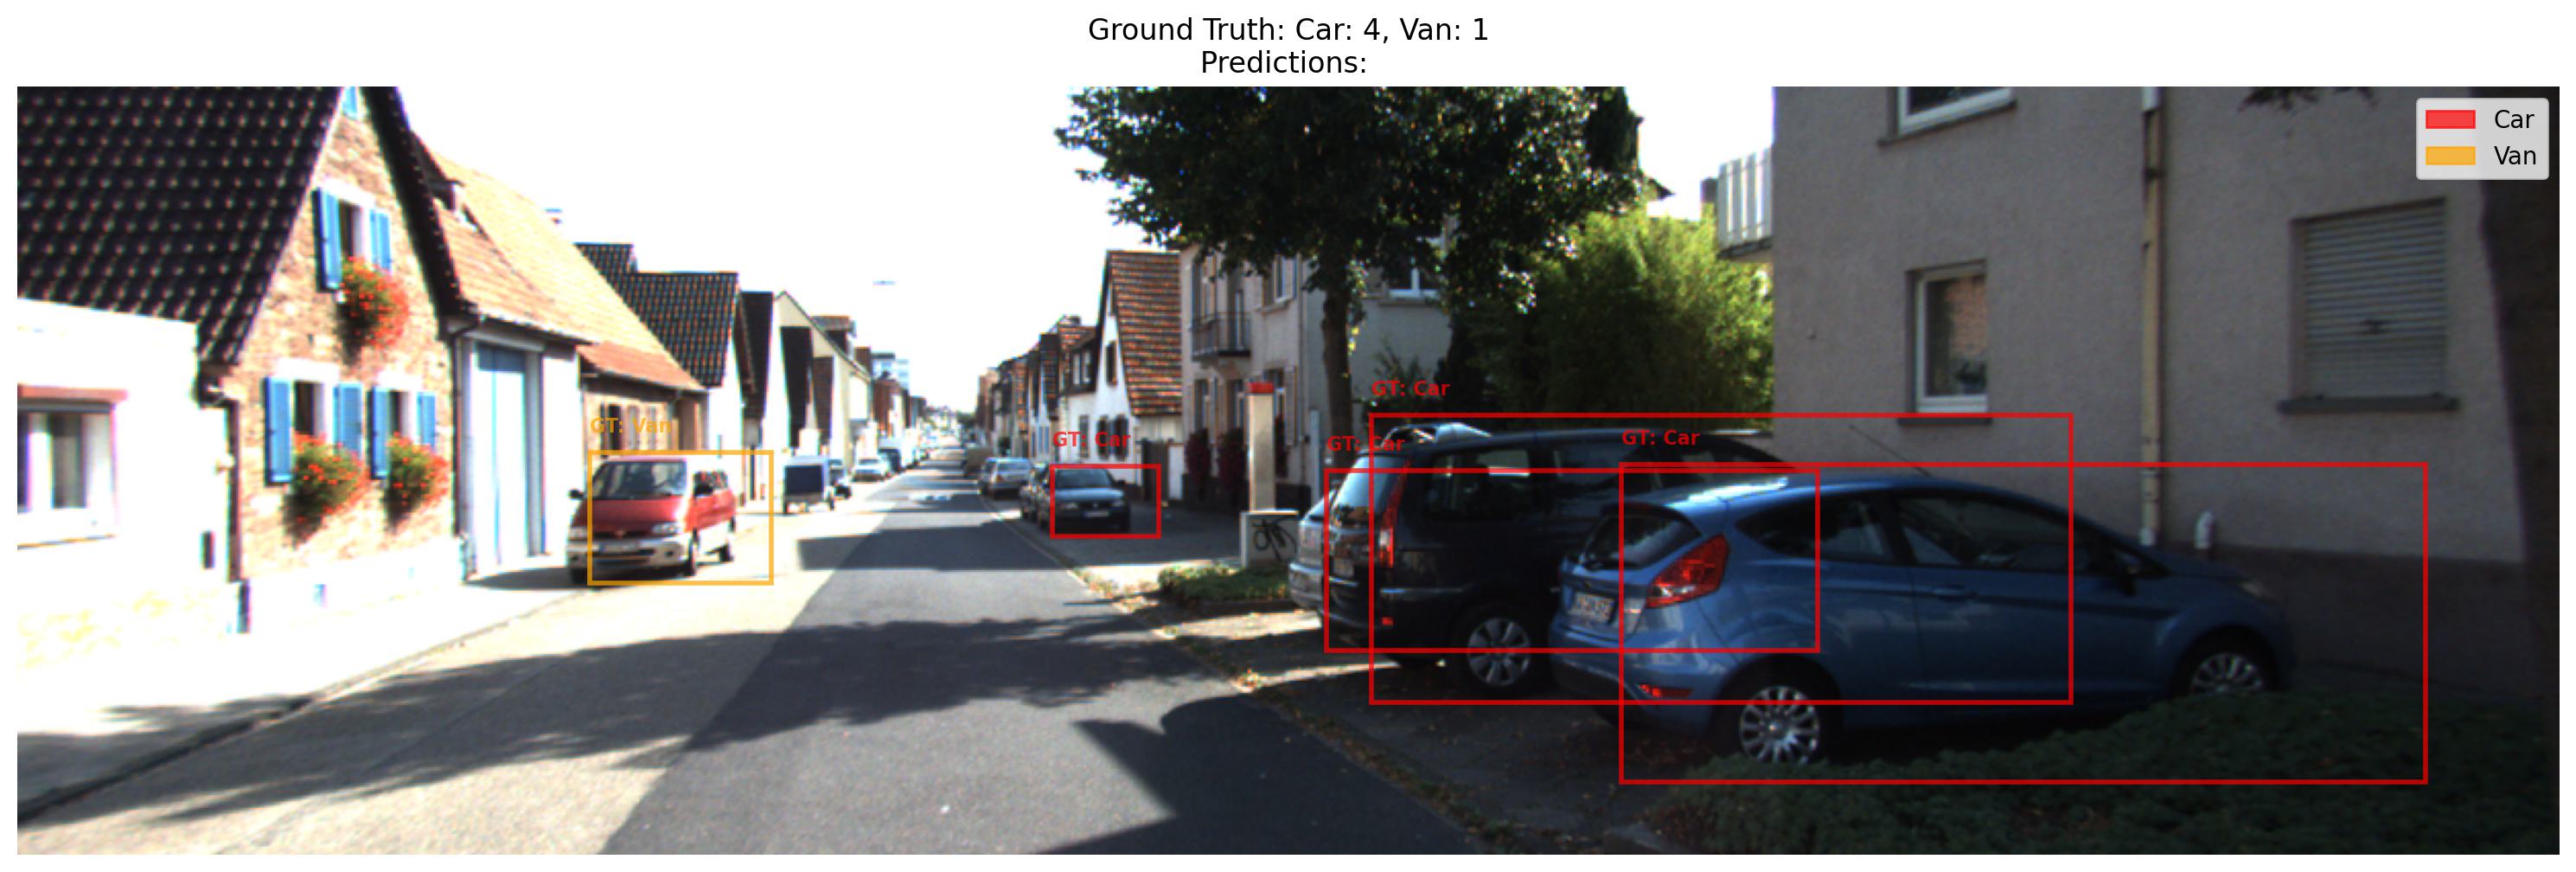 Ground Truth: Car: 4, Van: 1
Predictions:
Car
Van
GT: Car
GT: Van
GT: Car
GT: Car
GT: Car